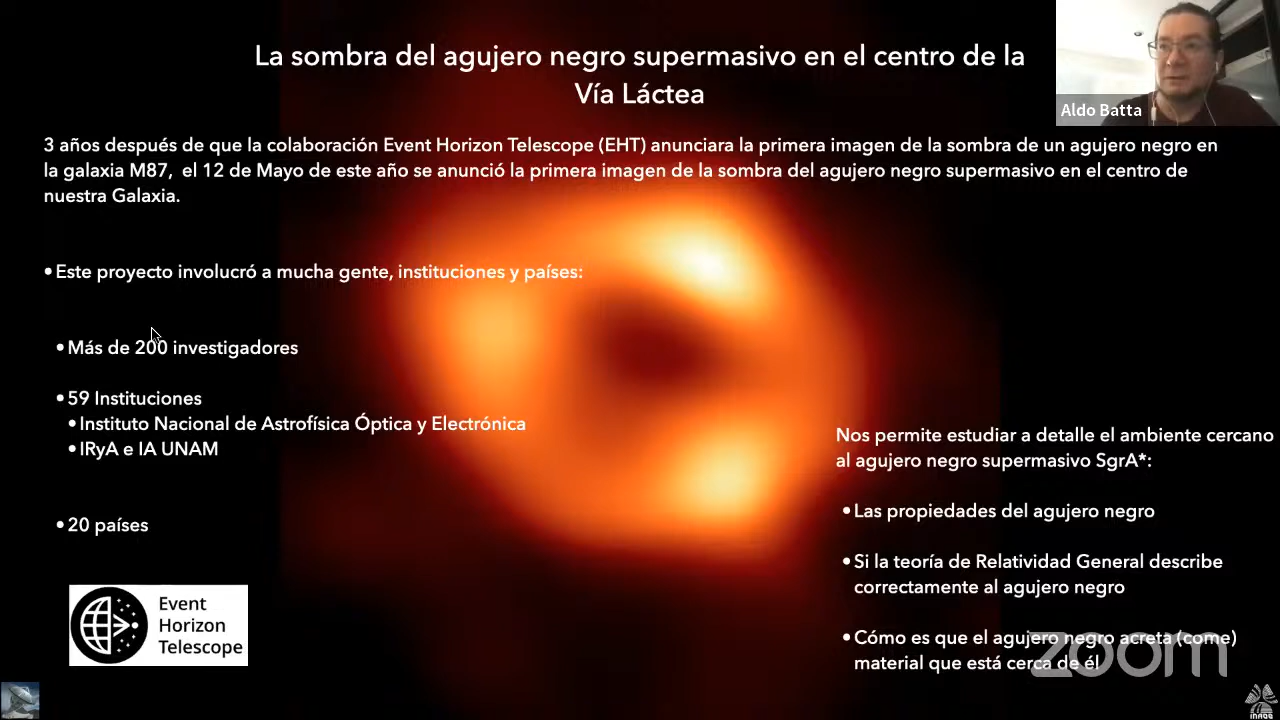 La sombra del agujero negro supermasivo en el centro de la
Vía Láctea
Aldo Batta
3 años después de que la colaboración Event Horizon Telescope (EHT) anunciara la primera imagen de la sombra de un agujero negro en
la galaxia M87, el 12 de Mayo de este año se anunció la primera imagen de la sombra del agujero negro supermasivo en el centro de
nuestra Galaxia.
•Este proyecto involucró a mucha gente, instituciones y países:
•Más de 200 investigadores
•59 Instituciones
•Instituto Nacional de Astrofísica Óptica y Electrónica
•IRyA e IA UNAM
•20 países
Event
Horizon
Telescope
Nos permite estudiar a detalle el ambiente cercano
al agujero negro supermasivo SgrA*:
•Las propiedades del agujero negro
•Si la teoría de Relatividad General describe
correctamente al agujero negro
•Cómo es que el agujero negro acreta (come)
material que está cerca de él
zoom
INAOE